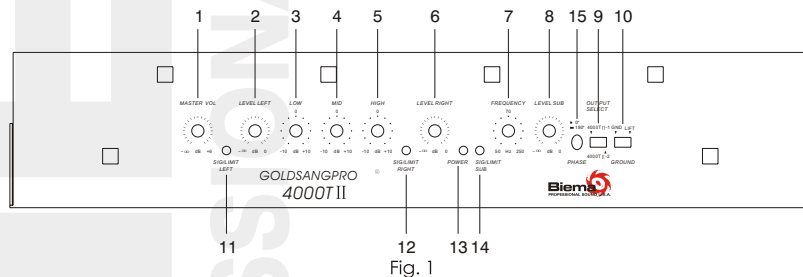 1 2 3 4 5 6 7 8 15 9 10
MASTER VOL LEVEL LEFT LOW MID HIGH LEVEL RIGHT FREQUENCY LEVEL SUB OUTPUT SELECT
0 0 0 70
0° 180° 4000TII-1 GND LIFT
-∞ dB +6 -∞ dB 0 -10 dB +10 -10 dB +10 -10 dB +10 -∞ dB 0 50 Hz 250 -∞ dB 0
4000TII-2
PHASE GROUND
SIG/LIMIT LEFT SIG/LIMIT RIGHT POWER SIG/LIMIT SUB
GOLDSANGPRO
4000TII
Biema
PROFESSIONAL SOUND U.S.A.
11 12 13 14
Fig. 1
SSIONA